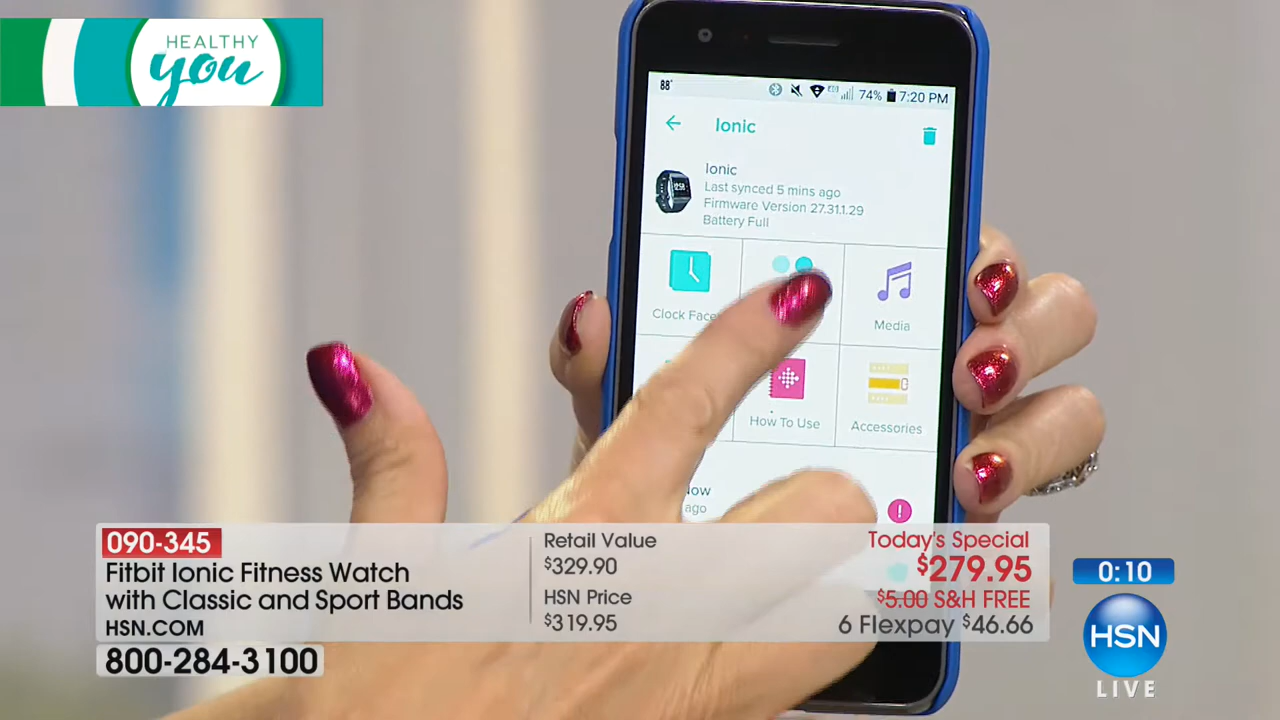 HEALTHY
you
88°
74% 7:20 PM
Ionic
Ionic
Last synced 5 mins ago
Firmware Version 27.31.1.29
Battery Full
Clock
Media
How To Use
Accessories
Now
ago
090-345
Fitbit Ionic Fitness Watch
with Classic and Sport Bands
HSN.COM
800-284-3100
Retail Value
$329.90
HSN Price
$319.95
Today's Special
$279.95
$5.00 S&H FREE
6 Flexpay $46.66
0:10
HSN
LIVE